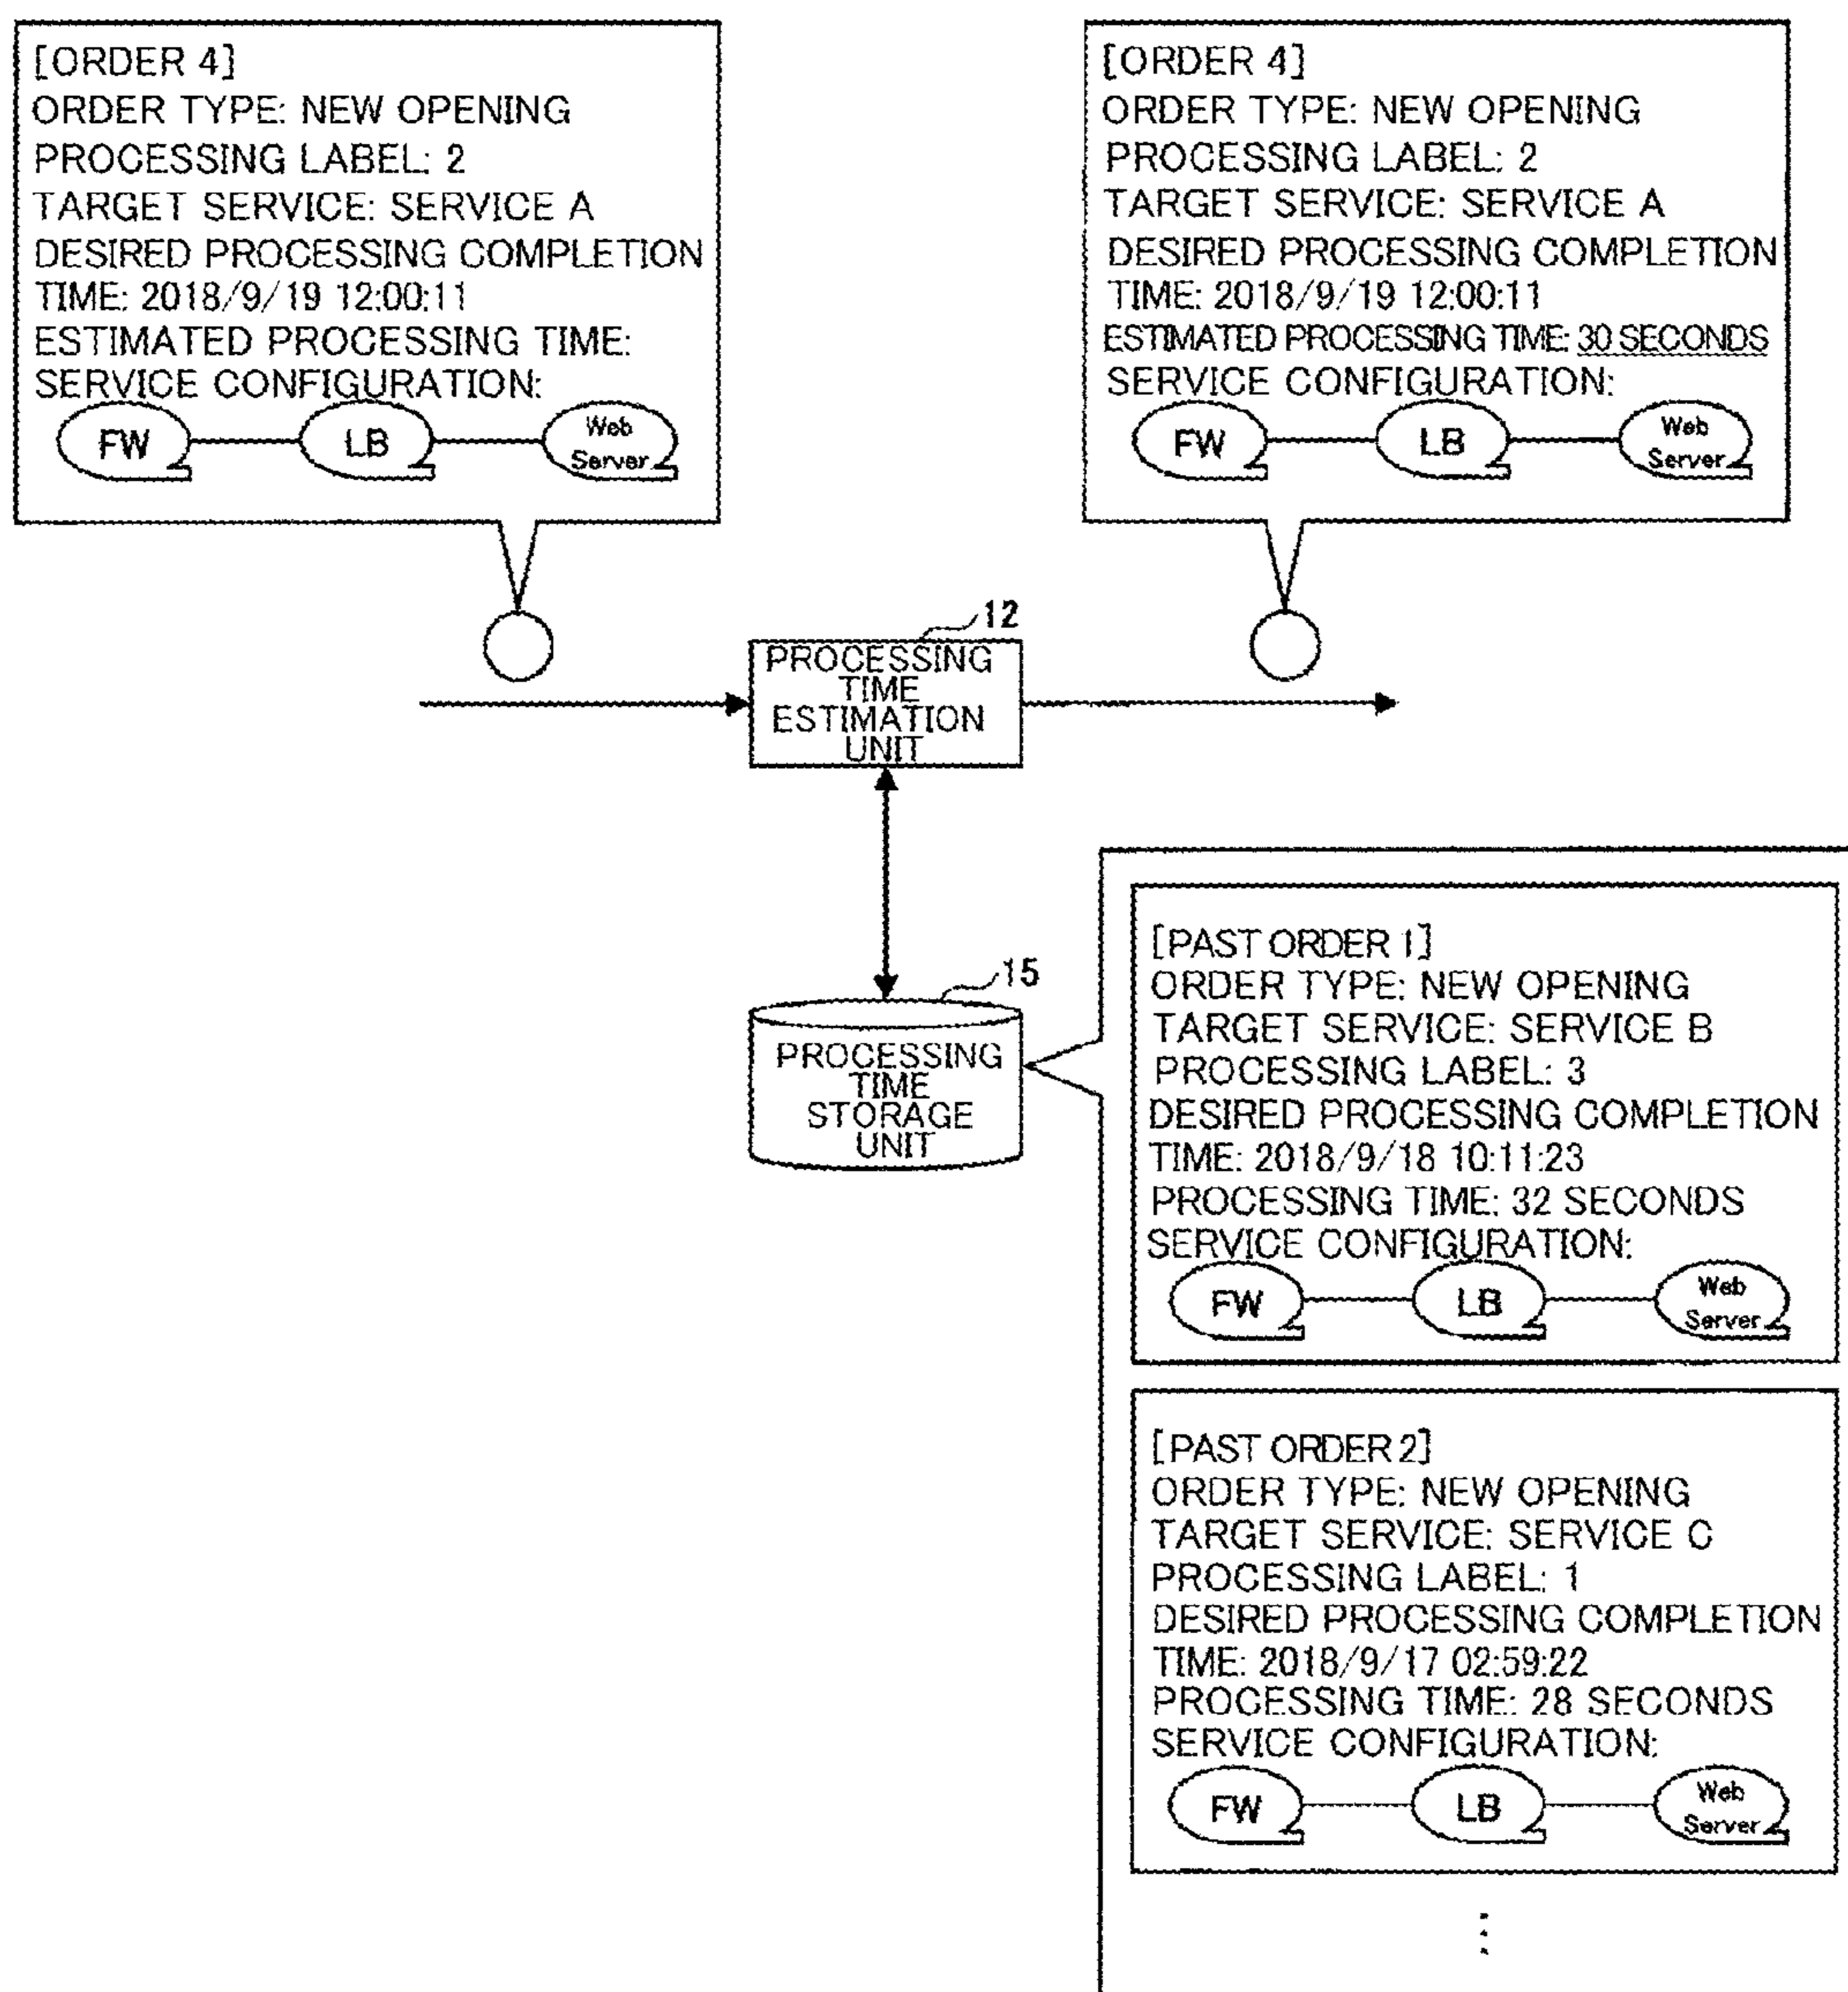 [ORDER 4]
ORDER TYPE: NEW OPENING
PROCESSING LABEL: 2
TARGET SERVICE: SERVICE A
DESIRED PROCESSING COMPLETION
TIME: 2018/9/19 12:00:11
ESTIMATED PROCESSING TIME:
SERVICE CONFIGURATION:
FW LB Web
Server
[ORDER 4]
ORDER TYPE: NEW OPENING
PROCESSING LABEL: 2
TARGET SERVICE: SERVICE A
DESIRED PROCESSING COMPLETION
TIME: 2018/9/19 12:00:11
ESTIMATED PROCESSING TIME: 30 SECONDS
SERVICE CONFIGURATION:
FW LB Web
Server
12
PROCESSING
TIME
ESTIMATION
UNIT
15
PROCESSING
TIME
STORAGE
UNIT
[PAST ORDER 1]
ORDER TYPE: NEW OPENING
TARGET SERVICE: SERVICE B
PROCESSING LABEL: 3
DESIRED PROCESSING COMPLETION
TIME: 2018/9/18 10:11:23
PROCESSING TIME: 32 SECONDS
SERVICE CONFIGURATION:
FW LB Web
Server
[PAST ORDER 2]
ORDER TYPE: NEW OPENING
TARGET SERVICE: SERVICE C
PROCESSING LABEL: 1
DESIRED PROCESSING COMPLETION
TIME: 2018/9/17 02:59:22
PROCESSING TIME: 28 SECONDS
SERVICE CONFIGURATION:
FW LB Web
Server
⋮